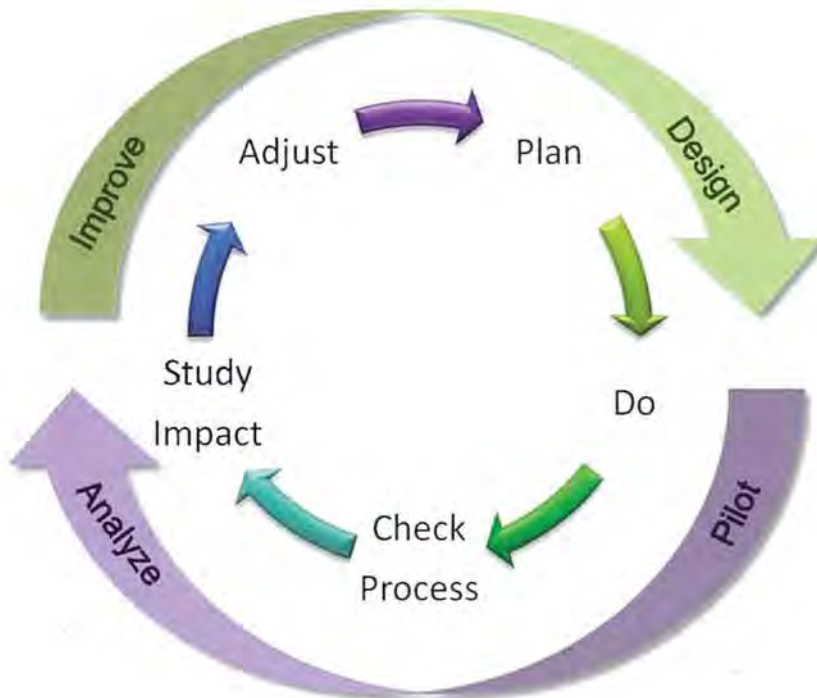 Improve
Design
Adjust
Plan
Study
Impact
Do
Check
Process
Analyze
Pilot